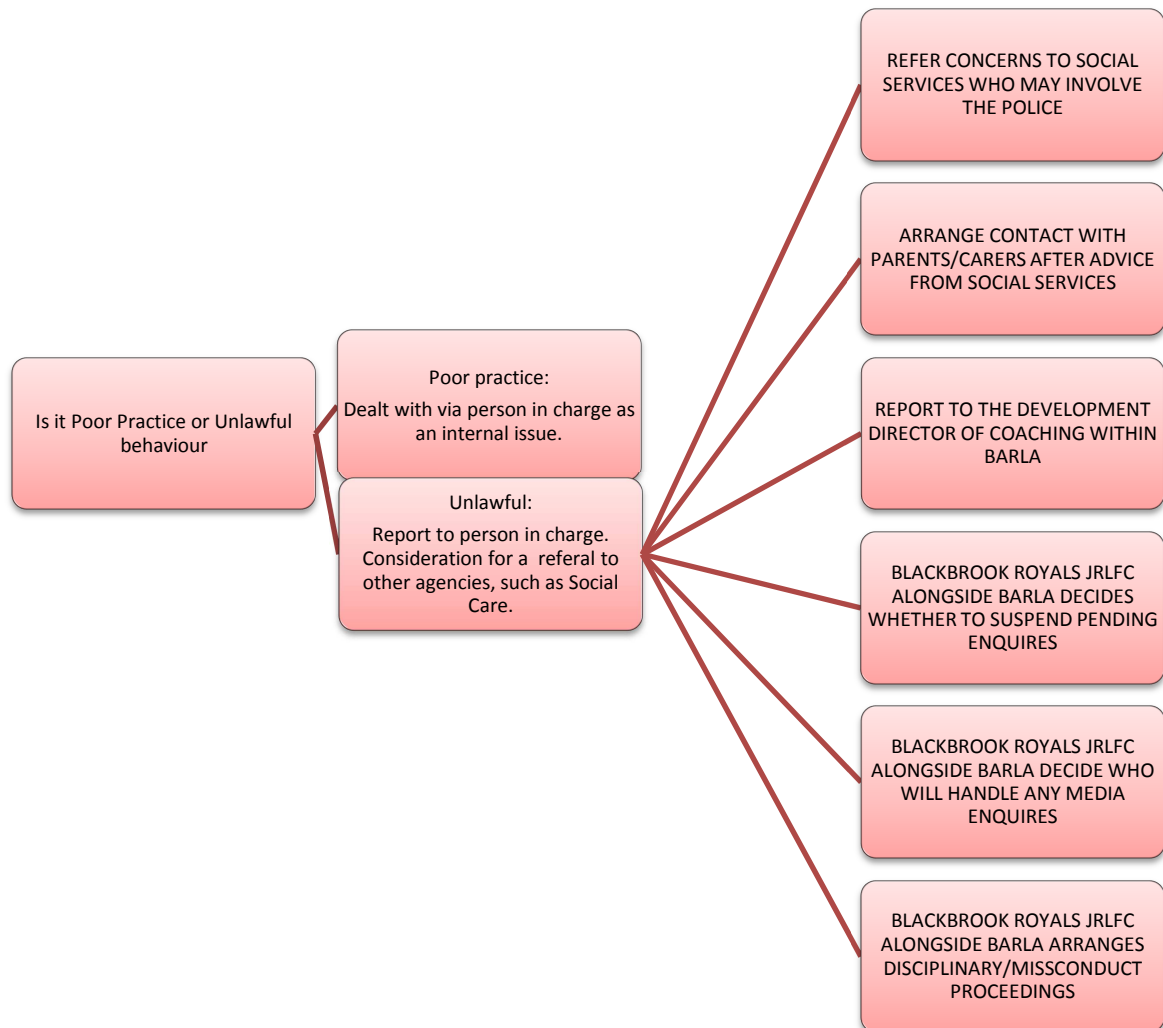 Is it Poor Practice or Unlawful
behaviour
Poor practice:
Dealt with via person in charge as
an internal issue.
Unlawful:
Report to person in charge.
Consideration for a  referal to
other agencies, such as Social
Care.
REFER CONCERNS TO SOCIAL
SERVICES WHO MAY INVOLVE
THE POLICE
ARRANGE CONTACT WITH
PARENTS/CARERS AFTER ADVICE
FROM SOCIAL SERVICES
REPORT TO THE DEVELOPMENT
DIRECTOR OF COACHING WITHIN
BARLA
BLACKBROOK ROYALS JRLFC
ALONGSIDE BARLA DECIDES
WHETHER TO SUSPEND PENDING
ENQUIRES
BLACKBROOK ROYALS JRLFC
ALONGSIDE BARLA DECIDE WHO
WILL HANDLE ANY MEDIA
ENQUIRES
BLACKBROOK ROYALS JRLFC
ALONGSIDE BARLA ARRANGES
DISCIPLINARY/MISSCONDUCT
PROCEEDINGS